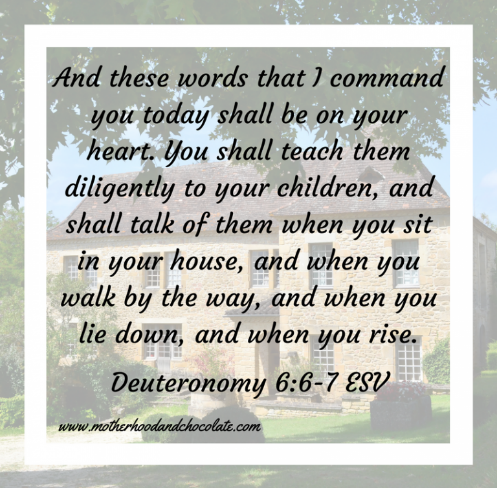 And these words that I command
you today shall be on your
heart. You shall teach them
diligently to your children, and
shall talk of them when you sit
in your house, and when you
walk by the way, and when you
lie down, and when you rise.
Deuteronomy 6:6-7 ESV
www.motherhoodandchocolate.com